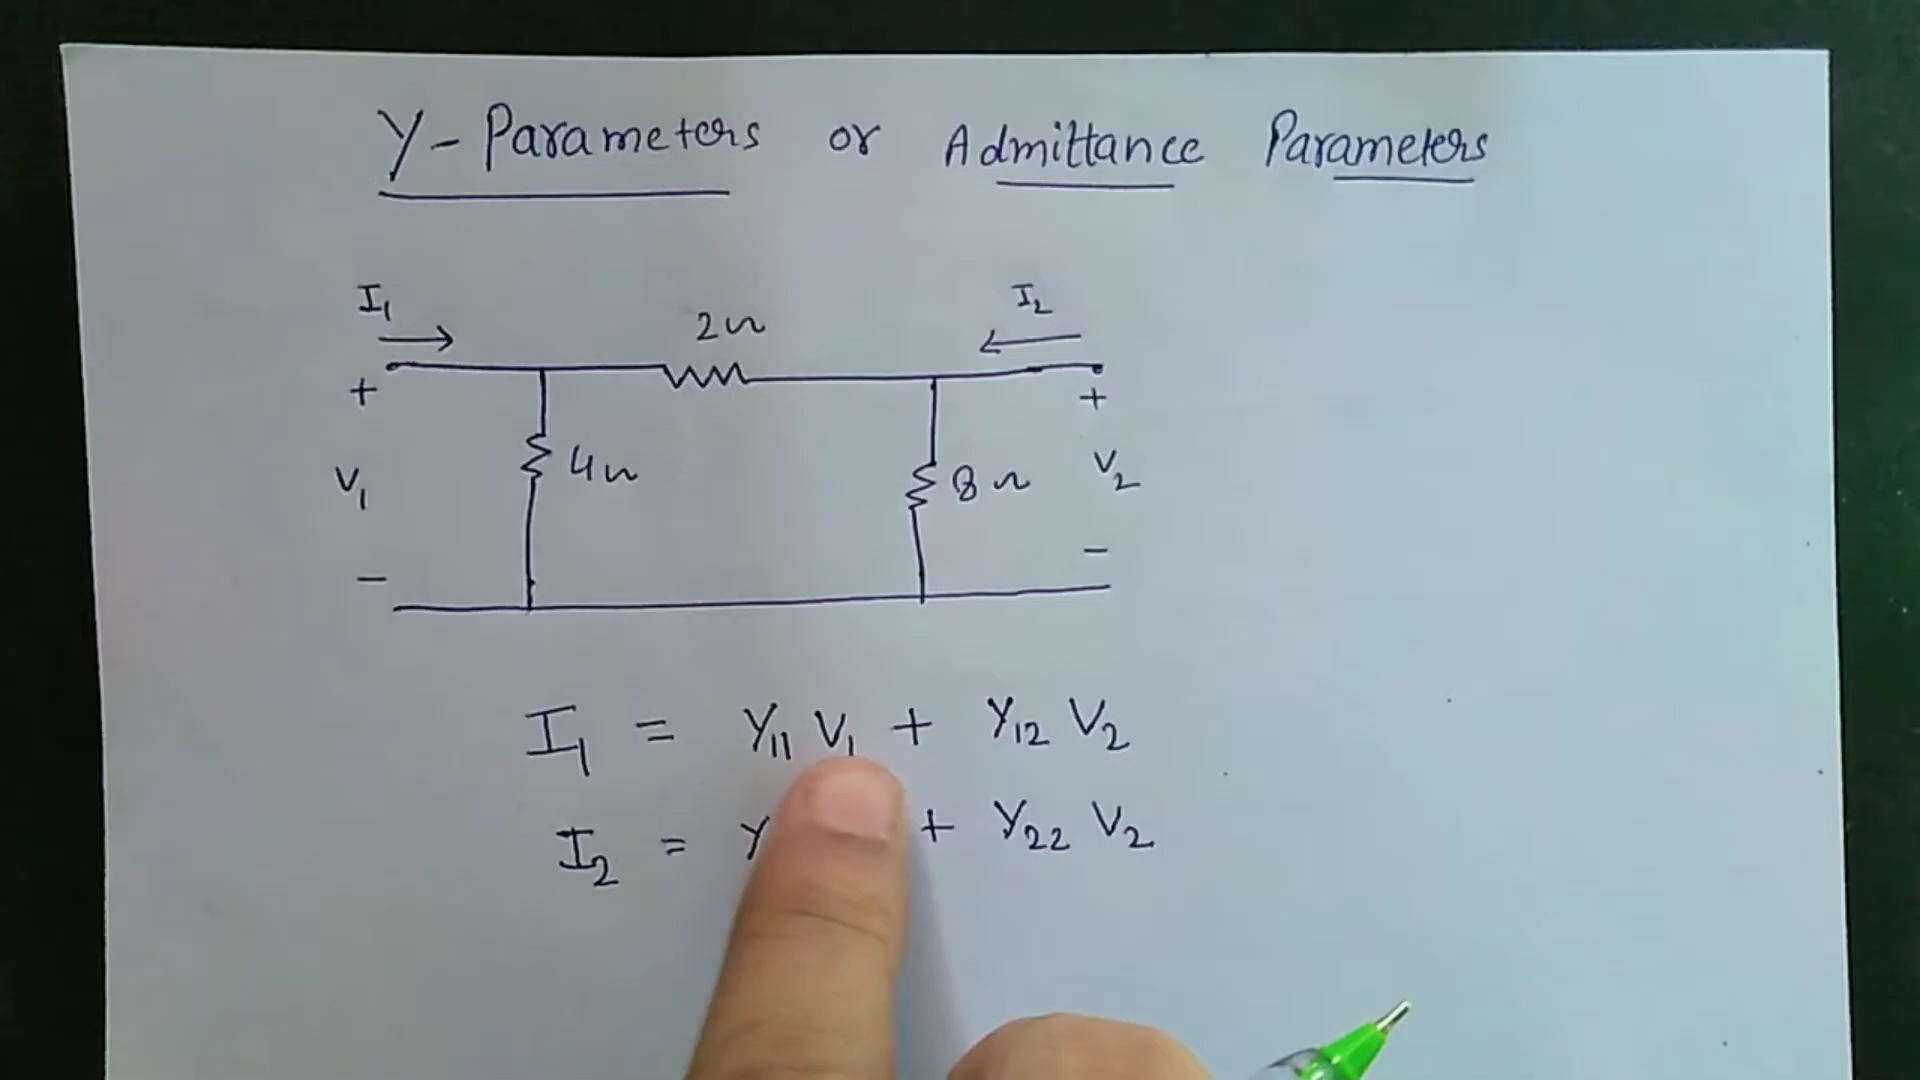 Y-Parameters or Admittance Parameters
I₁ I₂
2Ω
+ +
V₁ 4Ω 8Ω V₂
- -
I₁ = Y₁₁ V₁ + Y₁₂ V₂
I₂ = Y + Y₂₂ V₂